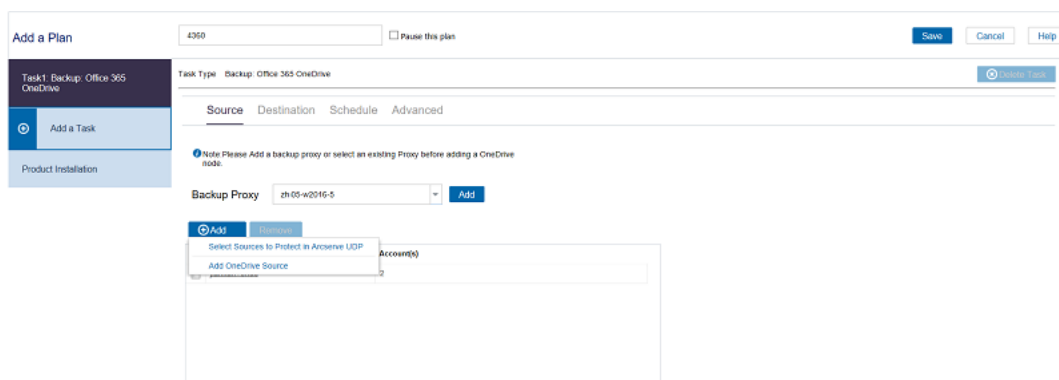 Add a Plan
4360
Pause this plan
Save
Cancel
Help
Task1: Backup: Office 365
OneDrive
Task Type Backup: Office 365 OneDrive
Delete Task
Add a Task
Product Installation
Source Destination Schedule Advanced
Note:Please Add a backup proxy or select an existing Proxy before adding a OneDrive
node.
Backup Proxy zh-05-w2016-5 Add
Add Remove
Select Sources to Protect in Arcserve UDP
Add OneDrive Source
Account(s)
2